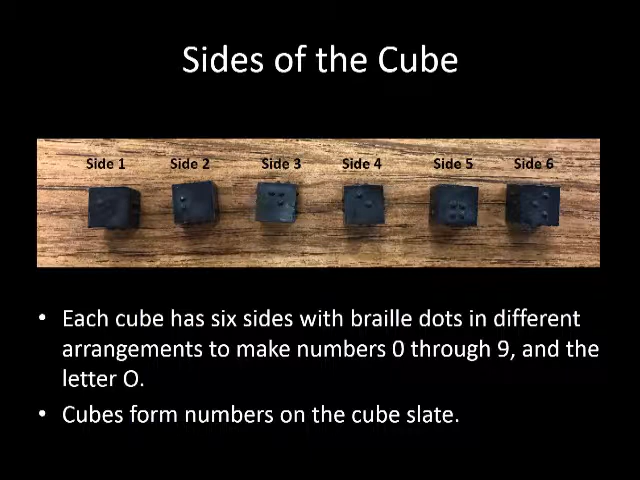 Sides of the Cube
Side 1 Side 2 Side 3 Side 4 Side 5 Side 6
• Each cube has six sides with braille dots in different
arrangements to make numbers 0 through 9, and the
letter O.
• Cubes form numbers on the cube slate.